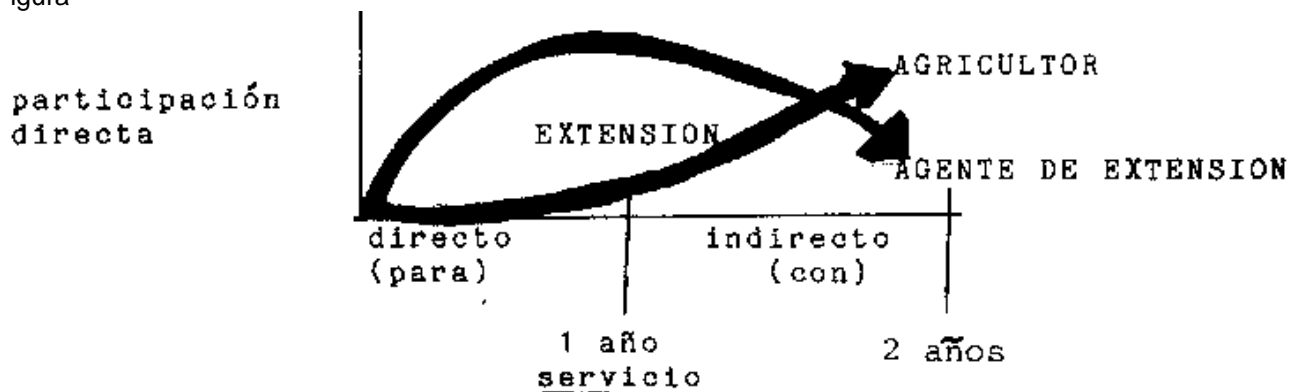 igura
AGRICULTOR
participación
directa
EXTENSION
AGENTE DE EXTENSION
directo
(para)
indirecto
(con)
1 año
servicio
2 años